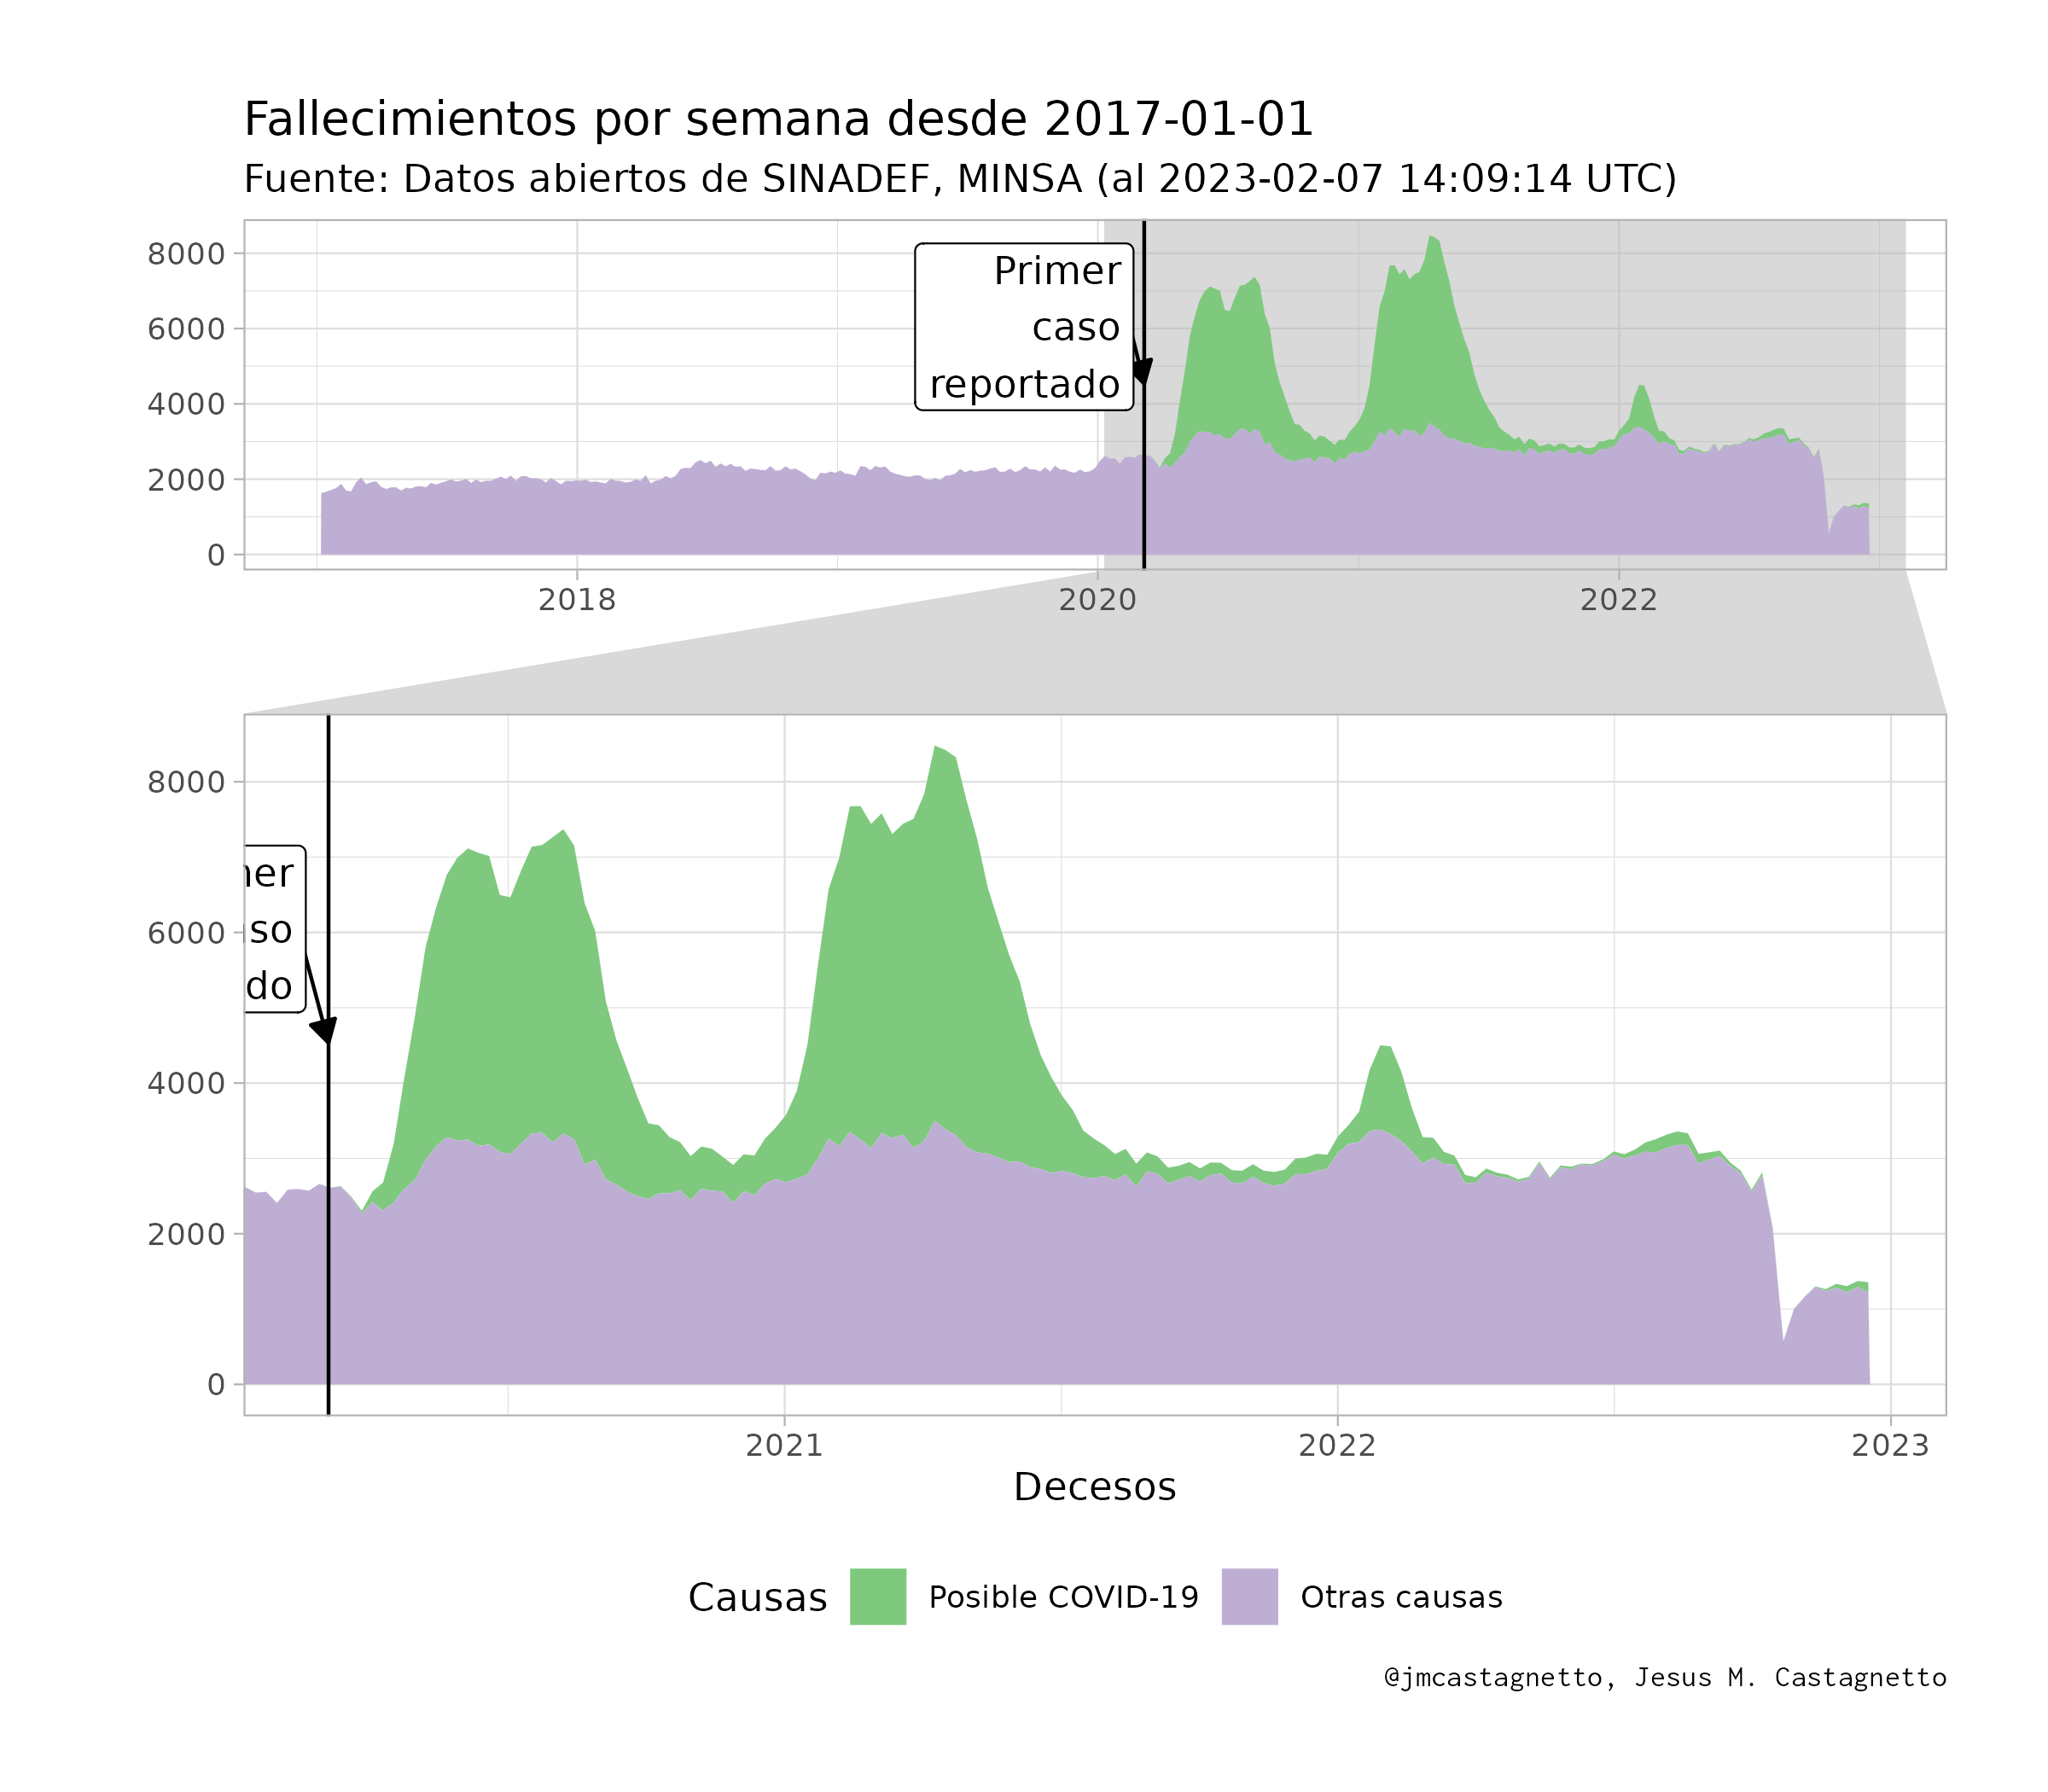 Fallecimientos por semana desde 2017-01-01
Fuente: Datos abiertos de SINADEF, MINSA (al 2023-02-07 14:09:14 UTC)
8000
6000
4000
2000
0
Primer
caso
reportado
2018
2020
2022
8000
6000
4000
2000
0
ner
so
do
2021
2022
2023
Decesos
Causas
Posible COVID-19
Otras causas
@jmcastagnetto, Jesus M. Castagnetto